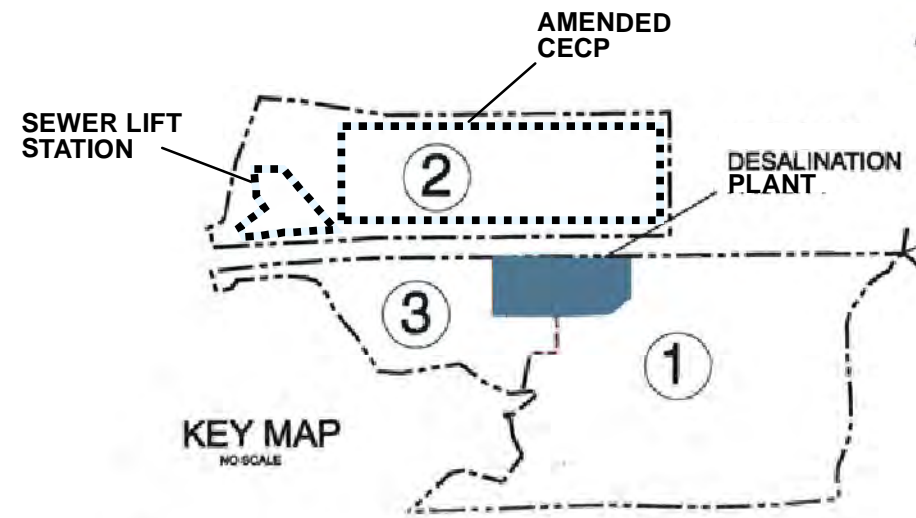 AMENDED
CECP
SEWER LIFT
STATION
2
DESALINATION
PLANT
3
1
KEY MAP
NO SCALE